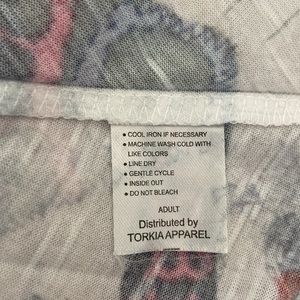 • COOL IRON IF NECESSARY
• MACHINE WASH COLD WITH
LIKE COLORS
• LINE DRY
• GENTLE CYCLE
• INSIDE OUT
• DO NOT BLEACH
ADULT
Distributed by
TORKIA APPAREL